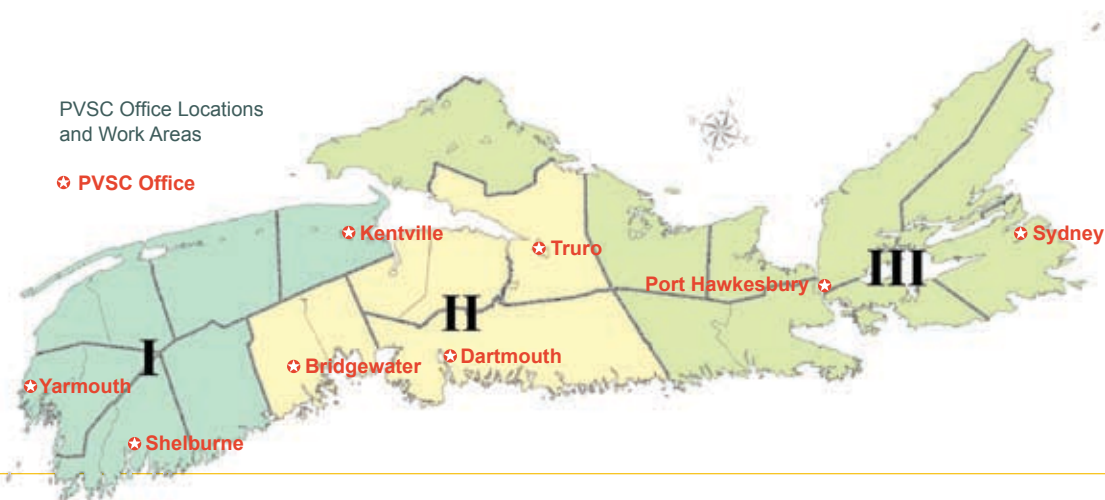 PVSC Office Locations
and Work Areas
PVSC Office
Kentville
Truro
Sydney
Port Hawkesbury
III
II
I
Dartmouth
Bridgewater
Yarmouth
Shelburne